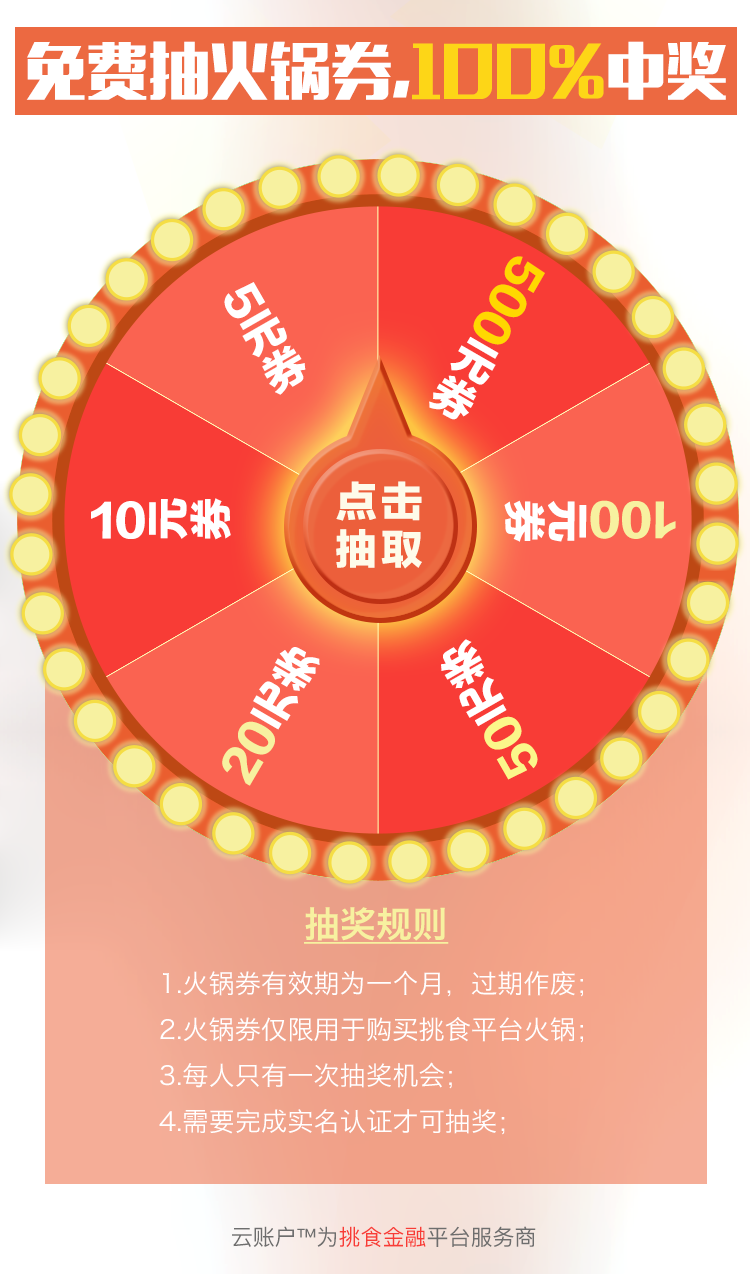 免费抽火锅券,100%中奖
5元券
500元券
10元券
100元券
点击
抽取
20元券
50元券
抽奖规则
1.火锅券有效期为一个月，过期作废；
2.火锅券仅限用于购买挑食平台火锅；
3.每人只有一次抽奖机会；
4.需要完成实名认证才可抽奖；
云账户™为挑食金融平台服务商